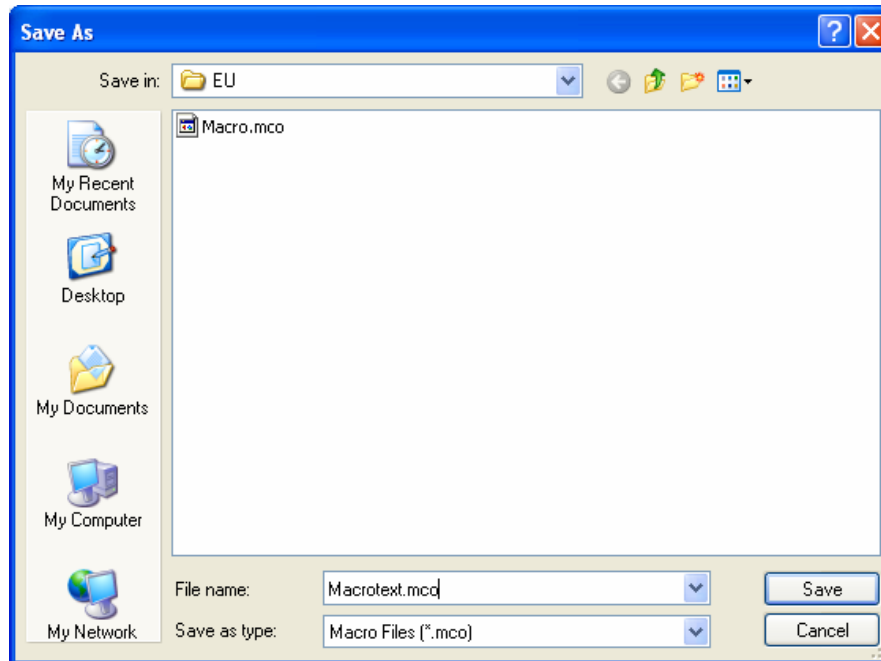 Save As
Save in:
EU
Macro.mco
My Recent
Documents
Desktop
My Documents
My Computer
My Network
File name:
Macrotext.mco
Save
Save as type:
Macro Files (*.mco)
Cancel